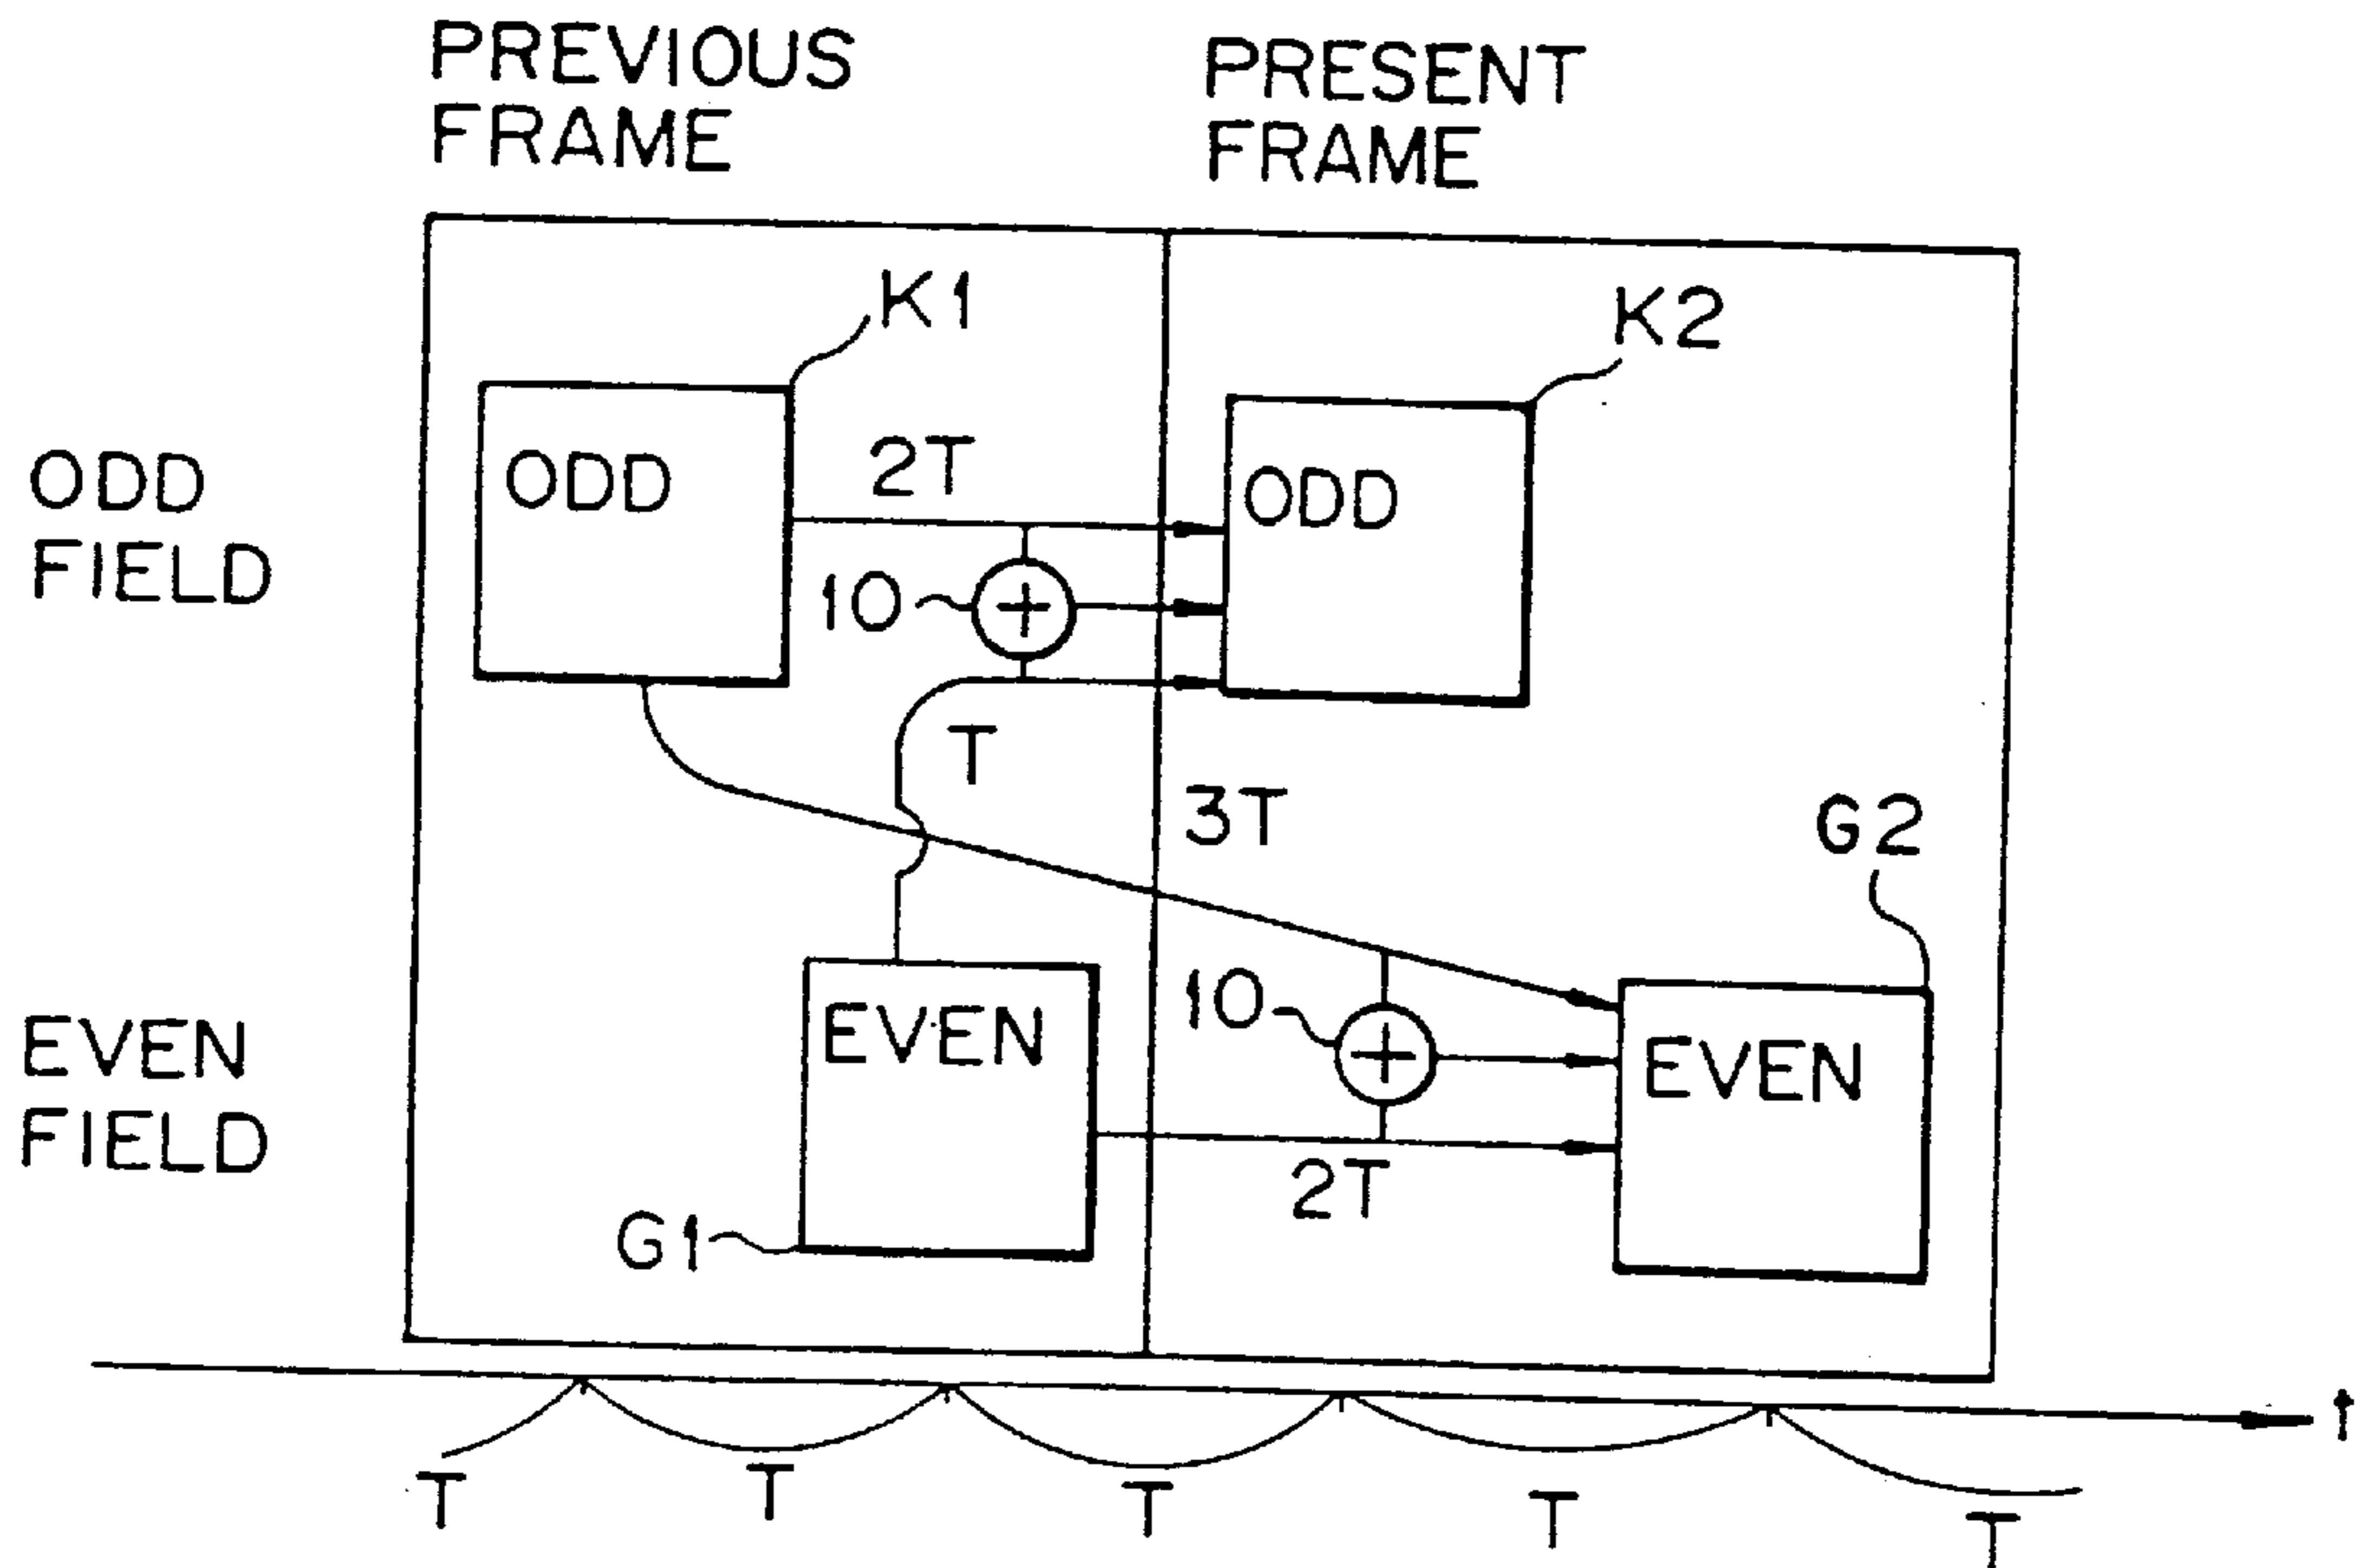 PREVIOUS
FRAME
PRESENT
FRAME
K1
K2
ODD
FIELD
ODD
2T
ODD
10
T
3T
G2
EVEN
FIELD
EVEN
10
EVEN
2T
G1
t
T
T
T
T
T